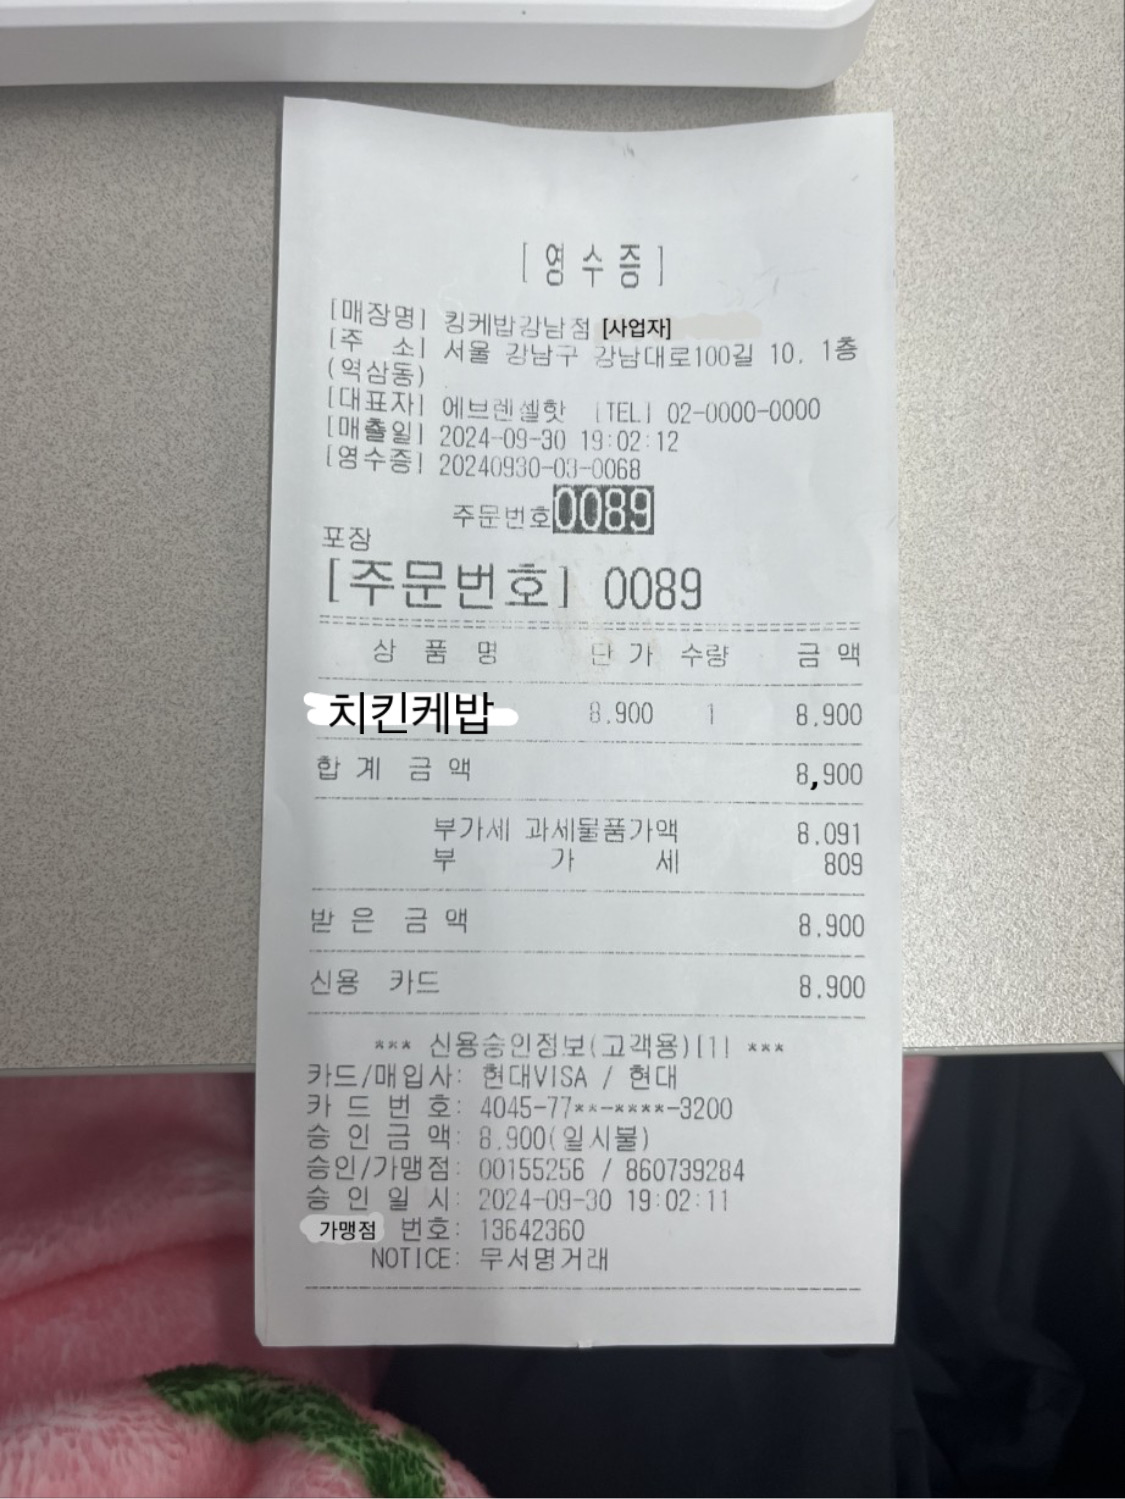 [영수증]
[매장명] 킹케밥강남점 [사업자]
[주 소] 서울 강남구 강남대로100길 10, 1층
(역삼동)
[대표자] 에브렌셀핫 [TEL] 02-0000-0000
[매출일] 2024-09-30 19:02:12
[영수증] 20240930-03-0068
주문번호 0089
포장
[주문번호] 0089
상 품 명 단 가 수량 금 액
치킨케밥 8.900 1 8,900
합 계 금 액 8,900
부가세 과세물품가액 8.091
부 가 세 809
받 은 금 액 8.900
신용 카드 8.900
*** 신용승인정보(고객용)[1] ***
카드/매입사: 현대VISA / 현대
카 드 번 호: 4045-77**-****-3200
승 인 금 액: 8.900(일시불)
승인/가맹점: 00155256 / 860739284
승 인 일 시: 2024-09-30 19:02:11
가맹점 번호: 13642360
NOTICE: 무서명거래